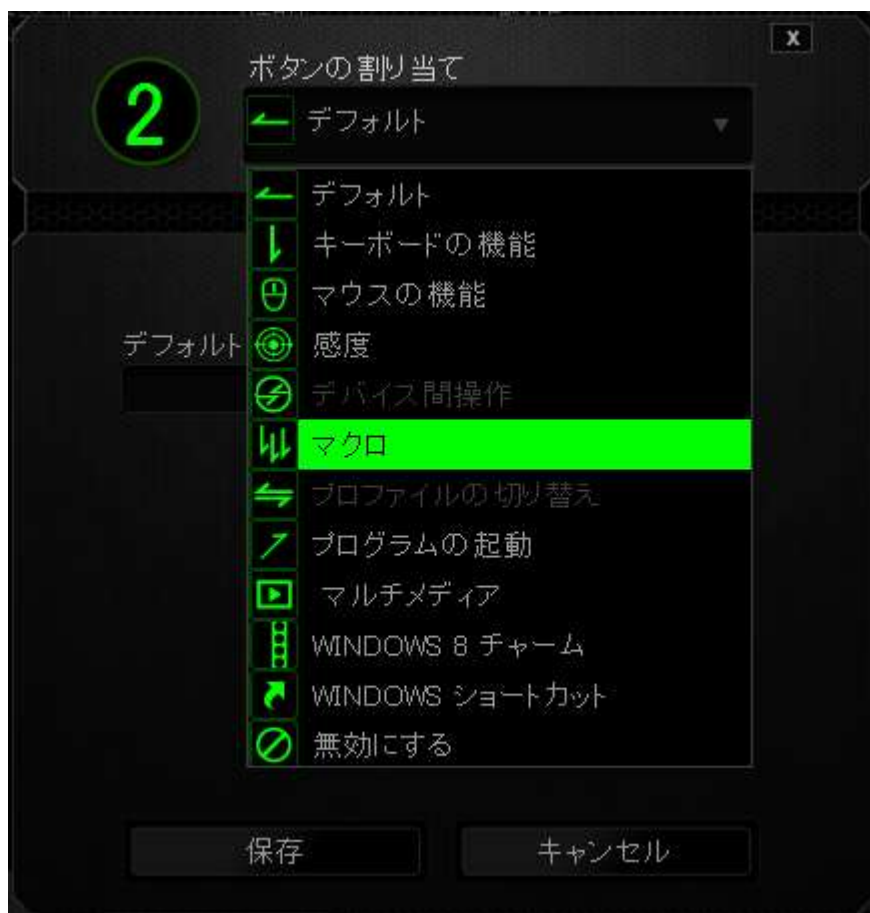 X
ボタンの割り当て
2
デフォルト
デフォルト
キーボードの機能
マウスの機能
デフォルト
感度
デバイス間操作
マクロ
プロファイルの切り替え
プログラムの起動
マルチメディア
WINDOWS 8 チャーム
WINDOWS ショートカット
無効にする
保存
キャンセル